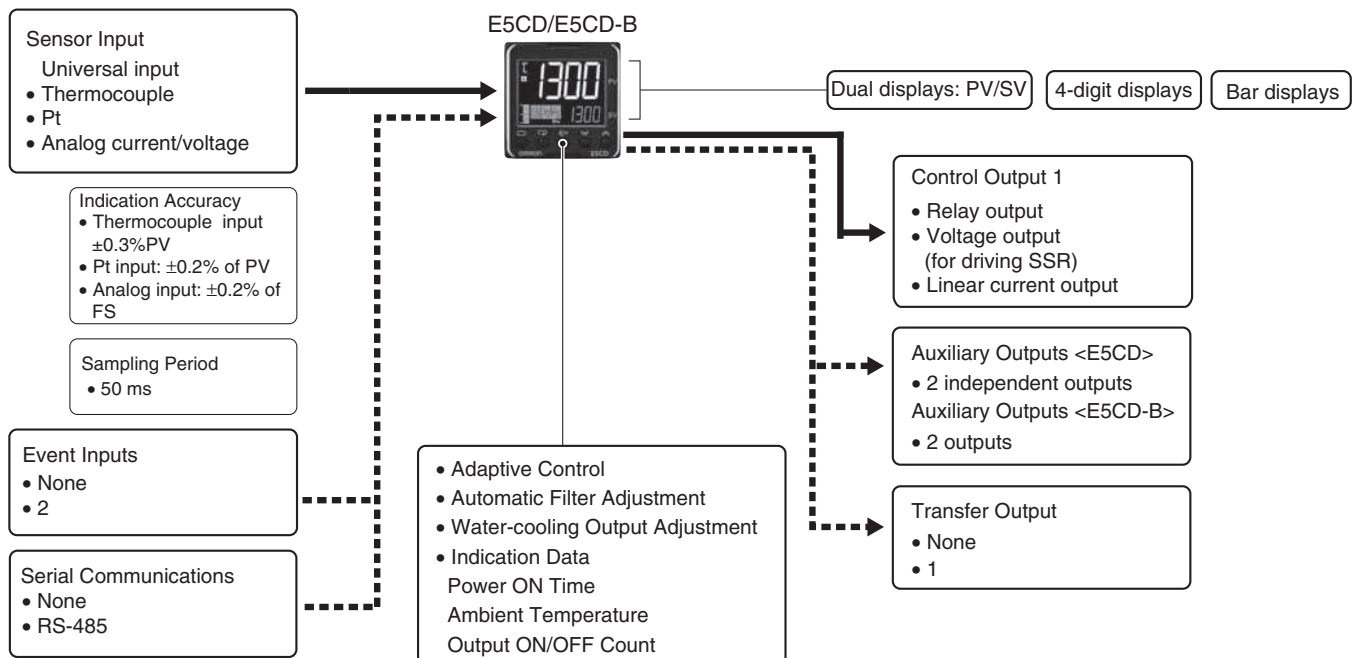 E5CD/E5CD-B
Sensor Input
Universal input
• Thermocouple
• Pt
• Analog current/voltage
Indication Accuracy
• Thermocouple input
±0.3%PV
• Pt input: ±0.2% of PV
• Analog input: ±0.2% of
FS
Sampling Period
• 50 ms
Event Inputs
• None
• 2
Serial Communications
• None
• RS-485
1300
PV
1300
SV
OMRON
E5CD
• Adaptive Control
• Automatic Filter Adjustment
• Water-cooling Output Adjustment
• Indication Data
Power ON Time
Ambient Temperature
Output ON/OFF Count
Dual displays: PV/SV
4-digit displays
Bar displays
Control Output 1
• Relay output
• Voltage output
(for driving SSR)
• Linear current output
Auxiliary Outputs <E5CD>
• 2 independent outputs
Auxiliary Outputs <E5CD-B>
• 2 outputs
Transfer Output
• None
• 1